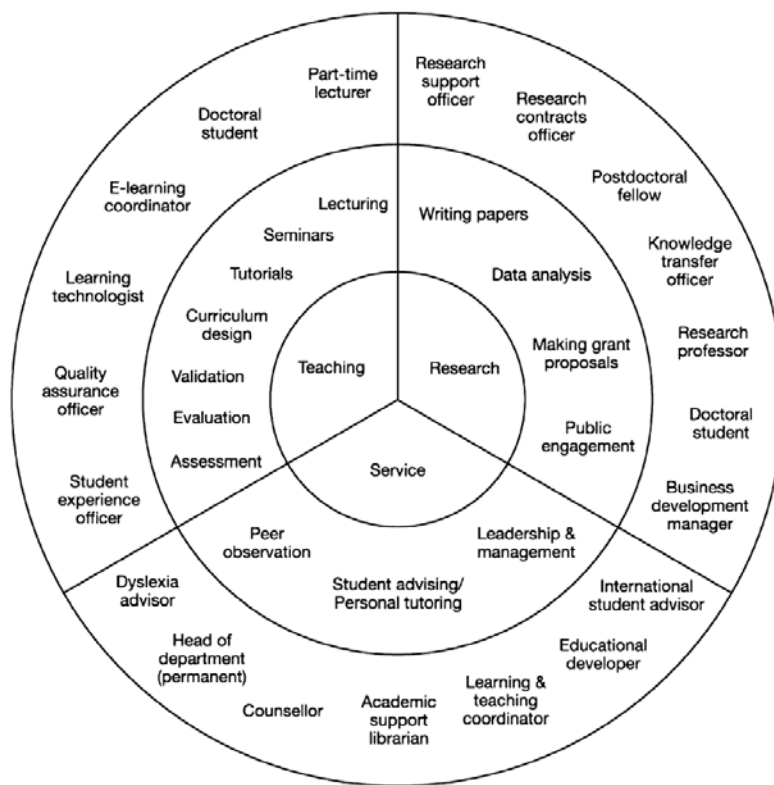 Part-time
lecturer
Doctoral
student
E-learning
coordinator
Learning
technologist
Quality
assurance
officer
Student
experience
officer
Research
support
officer
Research
contracts
officer
Postdoctoral
fellow
Knowledge
transfer
officer
Research
professor
Doctoral
student
Business
development
manager
Lecturing
Seminars
Tutorials
Curriculum
design
Validation
Evaluation
Assessment
Writing papers
Data analysis
Making grant
proposals
Public
engagement
Teaching
Research
Service
Peer
observation
Student advising/
Personal tutoring
Leadership &
management
Dyslexia
advisor
Head of
department
(permanent)
Counsellor
Academic
support
librarian
Learning &
teaching
coordinator
Educational
developer
International
student advisor